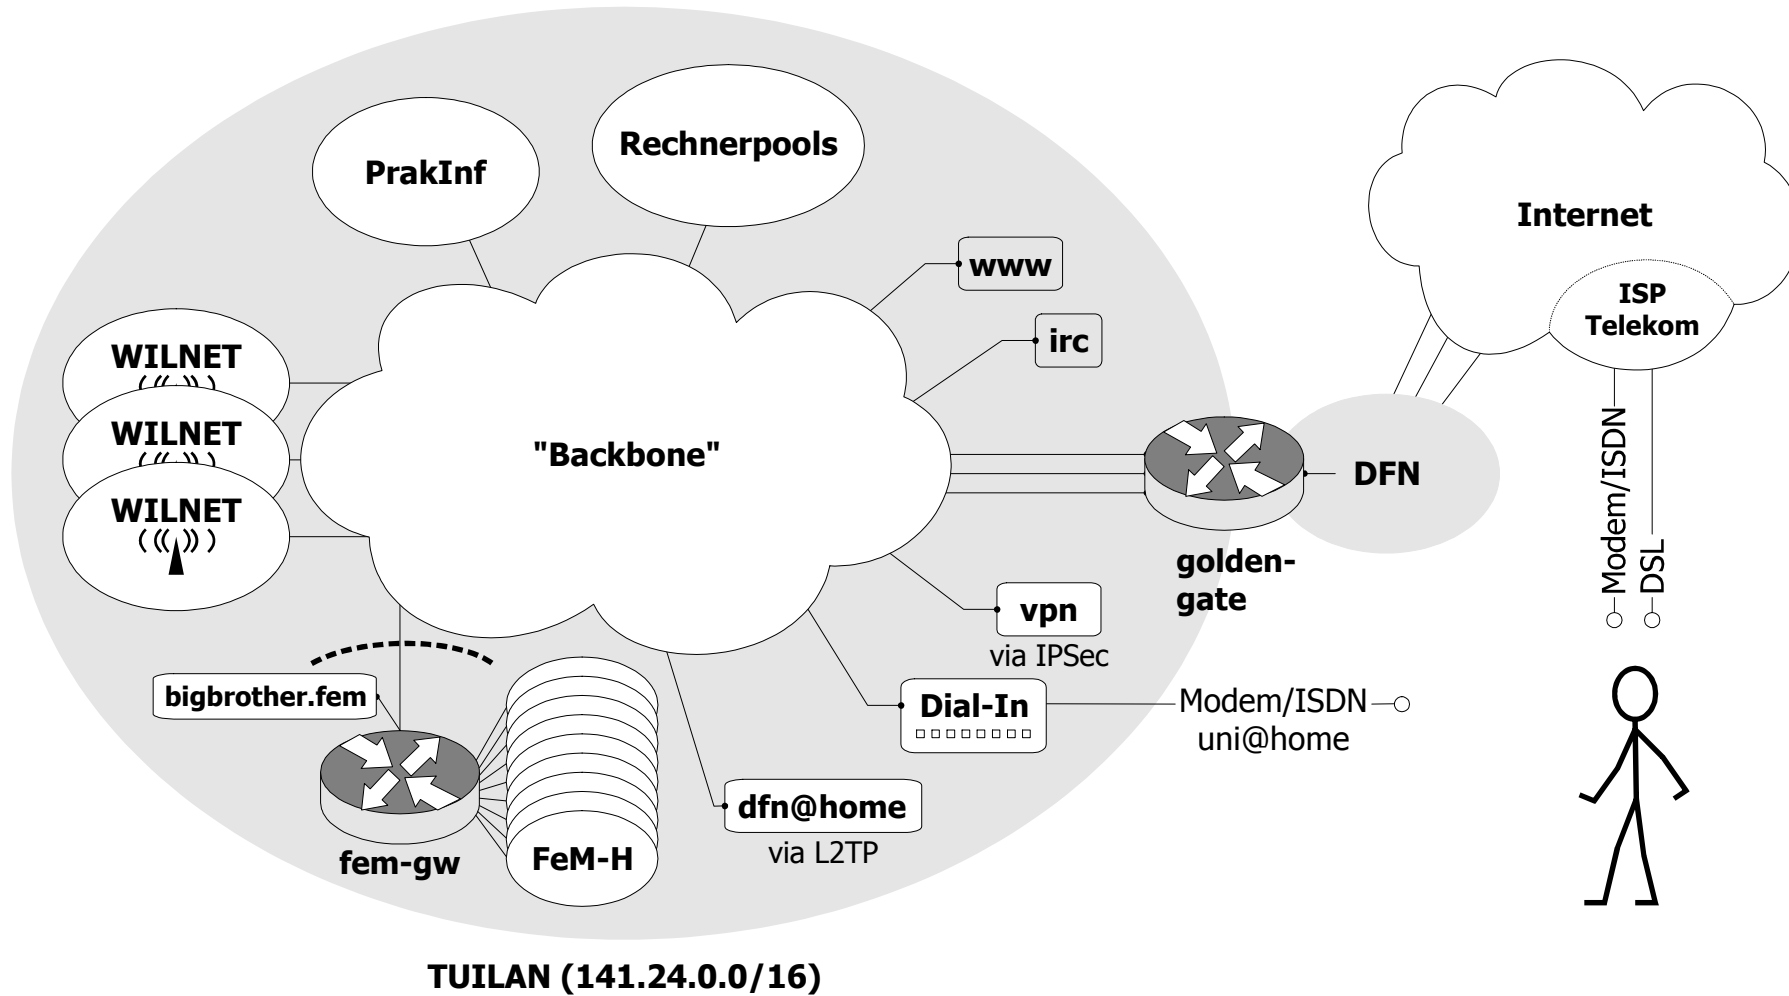 PrakInf
Rechnerpools
www
irc
Internet
ISP
Telekom
WILNET
WILNET
WILNET
"Backbone"
DFN
golden-
gate
Modem/ISDN
DSL
vpn
via IPSec
bigbrother.fem
Dial-In
Modem/ISDN
uni@home
dfn@home
via L2TP
fem-gw
FeM-H
TUILAN (141.24.0.0/16)